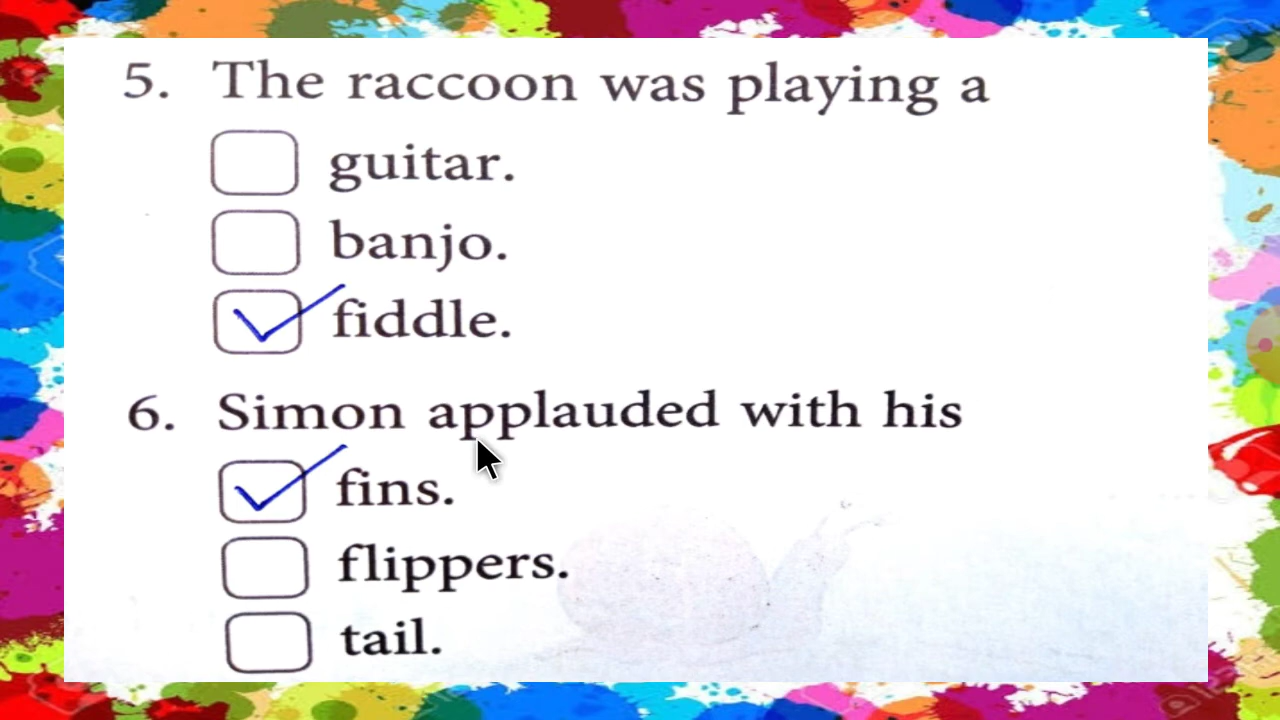 5. The raccoon was playing a
guitar.
banjo.
fiddle.
6. Simon applauded with his
fins.
flippers.
tail.